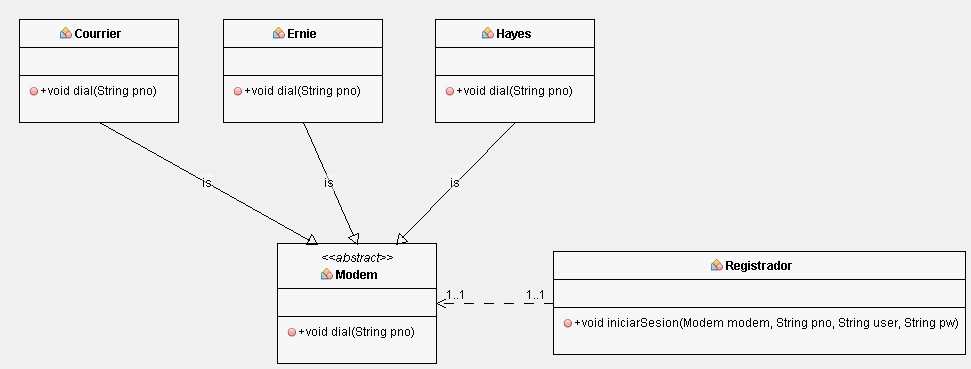 Courrier
+void dial(String pno)
Ernie
+void dial(String pno)
Hayes
+void dial(String pno)
is
is
is
<<abstract>>
Modem
+void dial(String pno)
1..1
1..1
Registrador
+void iniciarSesion(Modem modem, String pno, String user, String pw)